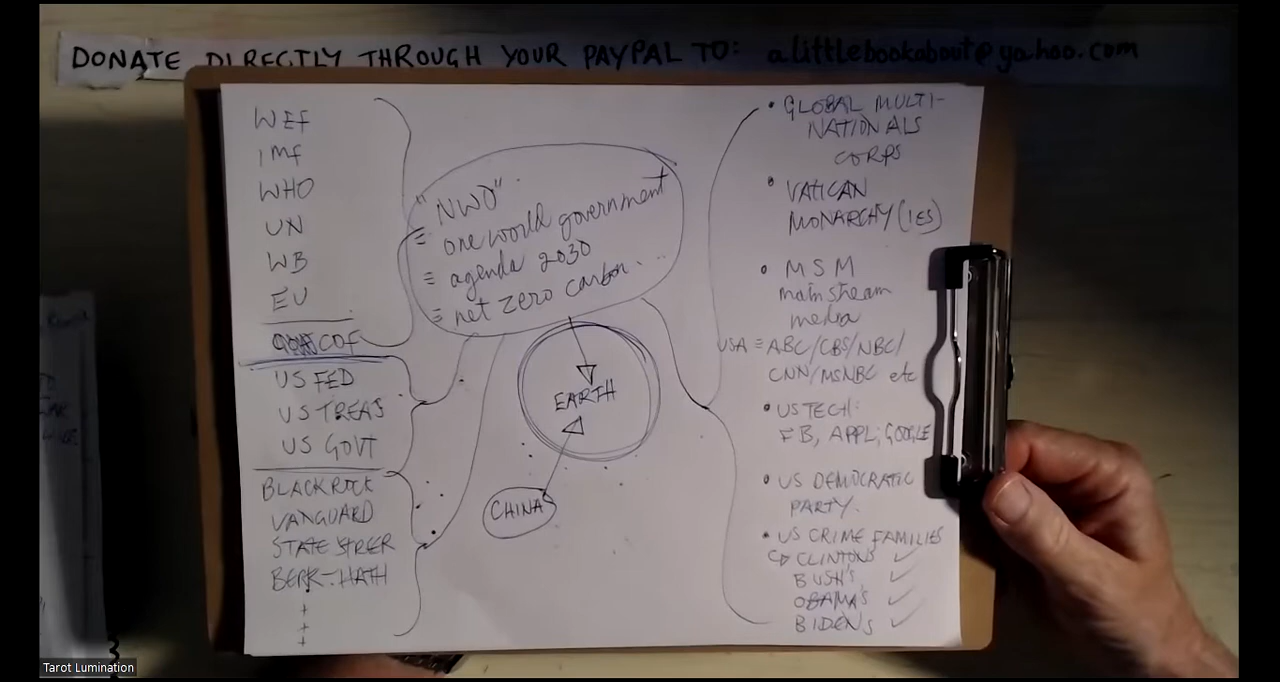 DONATE DIRECTLY THROUGH YOUR PAYPAL TO: alittlebookabout@yahoo.com
WEF
IMF
WHO
UN
WB
EU
COF
US FED
US TREAS
US GOVT
BLACKROCK
VANGUARD
STATE STREER
BERK-HATH
+
+
+
"NWO"
≡ one world government
≡ agenda 2030
≡ net zero carbon...
EARTH
CHINA
• GLOBAL MULTI-
NATIONALS
CORPS
• VATICAN
MONARCHY(IES)
• MSM
mainstream
media
USA = ABC/CBS/NBC/
CNN/MSNBC etc
• US TECH:
FB, APPL, GOOGLE
• US DEMOCRATIC
PARTY.
• US CRIME FAMILIES
CLINTONS ✓
BUSH'S ✓
OBAMA'S ✓
BIDENS ✓
Tarot Lumination